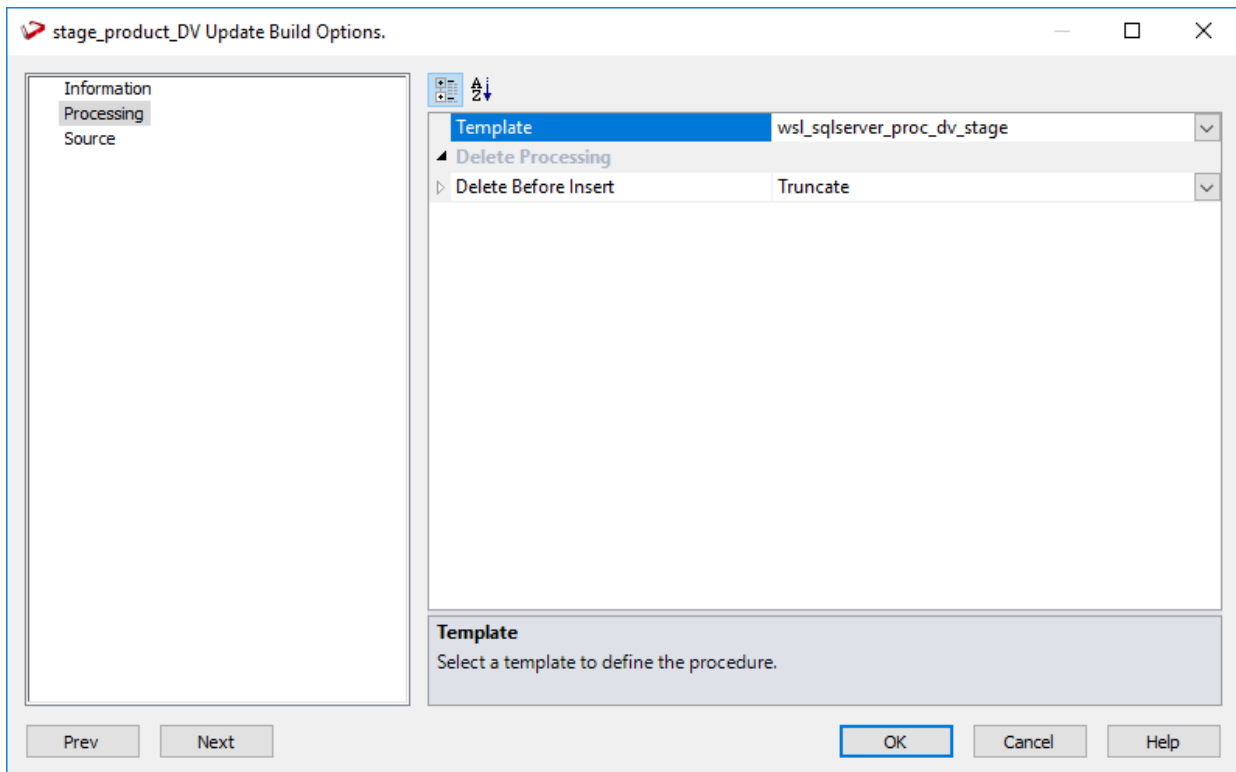 stage_product_DV Update Build Options.
Information
Processing
Source
A
Z
Template wsl_sqlserver_proc_dv_stage
Delete Processing
Delete Before Insert Truncate
Template
Select a template to define the procedure.
Prev Next OK Cancel Help